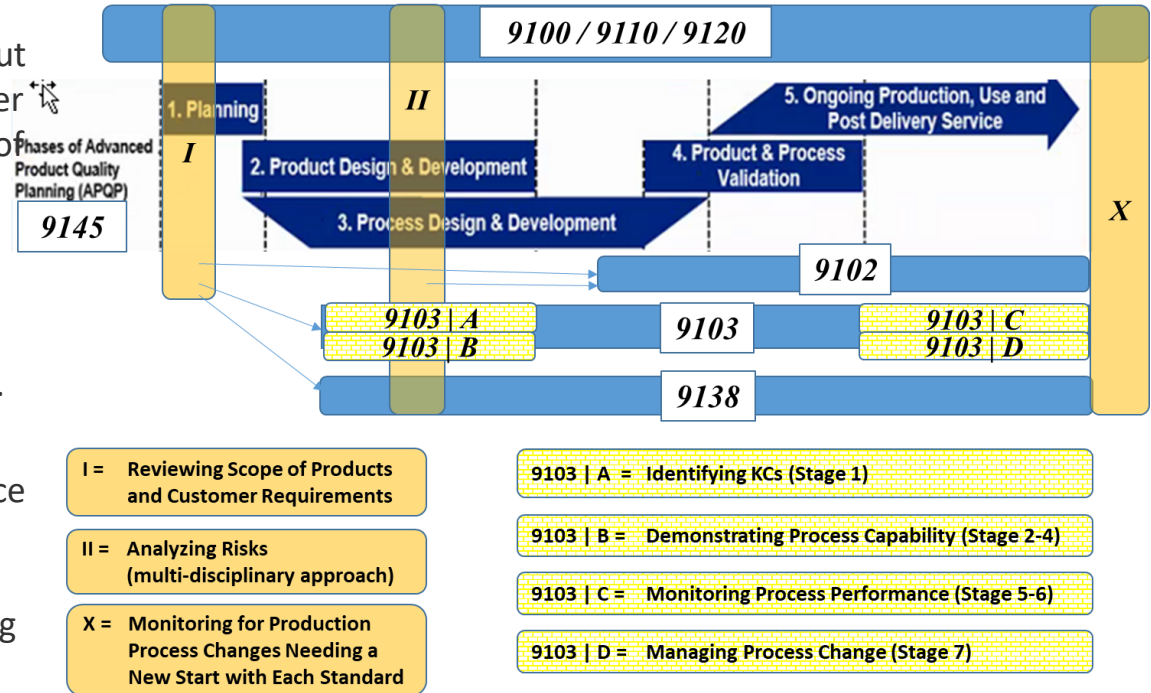 9100 / 9110 / 9120
ut
er
of
1. Planning
I
II
X
5. Ongoing Production, Use and
Post Delivery Service
Phases of Advanced
Product Quality
Planning (APQP)
9145
2. Product Design & Development
4. Product & Process
Validation
3. Process Design & Development
9102
9103 | A
9103 | B
9103
9103 | C
9103 | D
9138
.
ce
g
I = Reviewing Scope of Products
and Customer Requirements
II = Analyzing Risks
(multi-disciplinary approach)
X = Monitoring for Production
Process Changes Needing a
New Start with Each Standard
9103 | A = Identifying KCs (Stage 1)
9103 | B = Demonstrating Process Capability (Stage 2-4)
9103 | C = Monitoring Process Performance (Stage 5-6)
9103 | D = Managing Process Change (Stage 7)